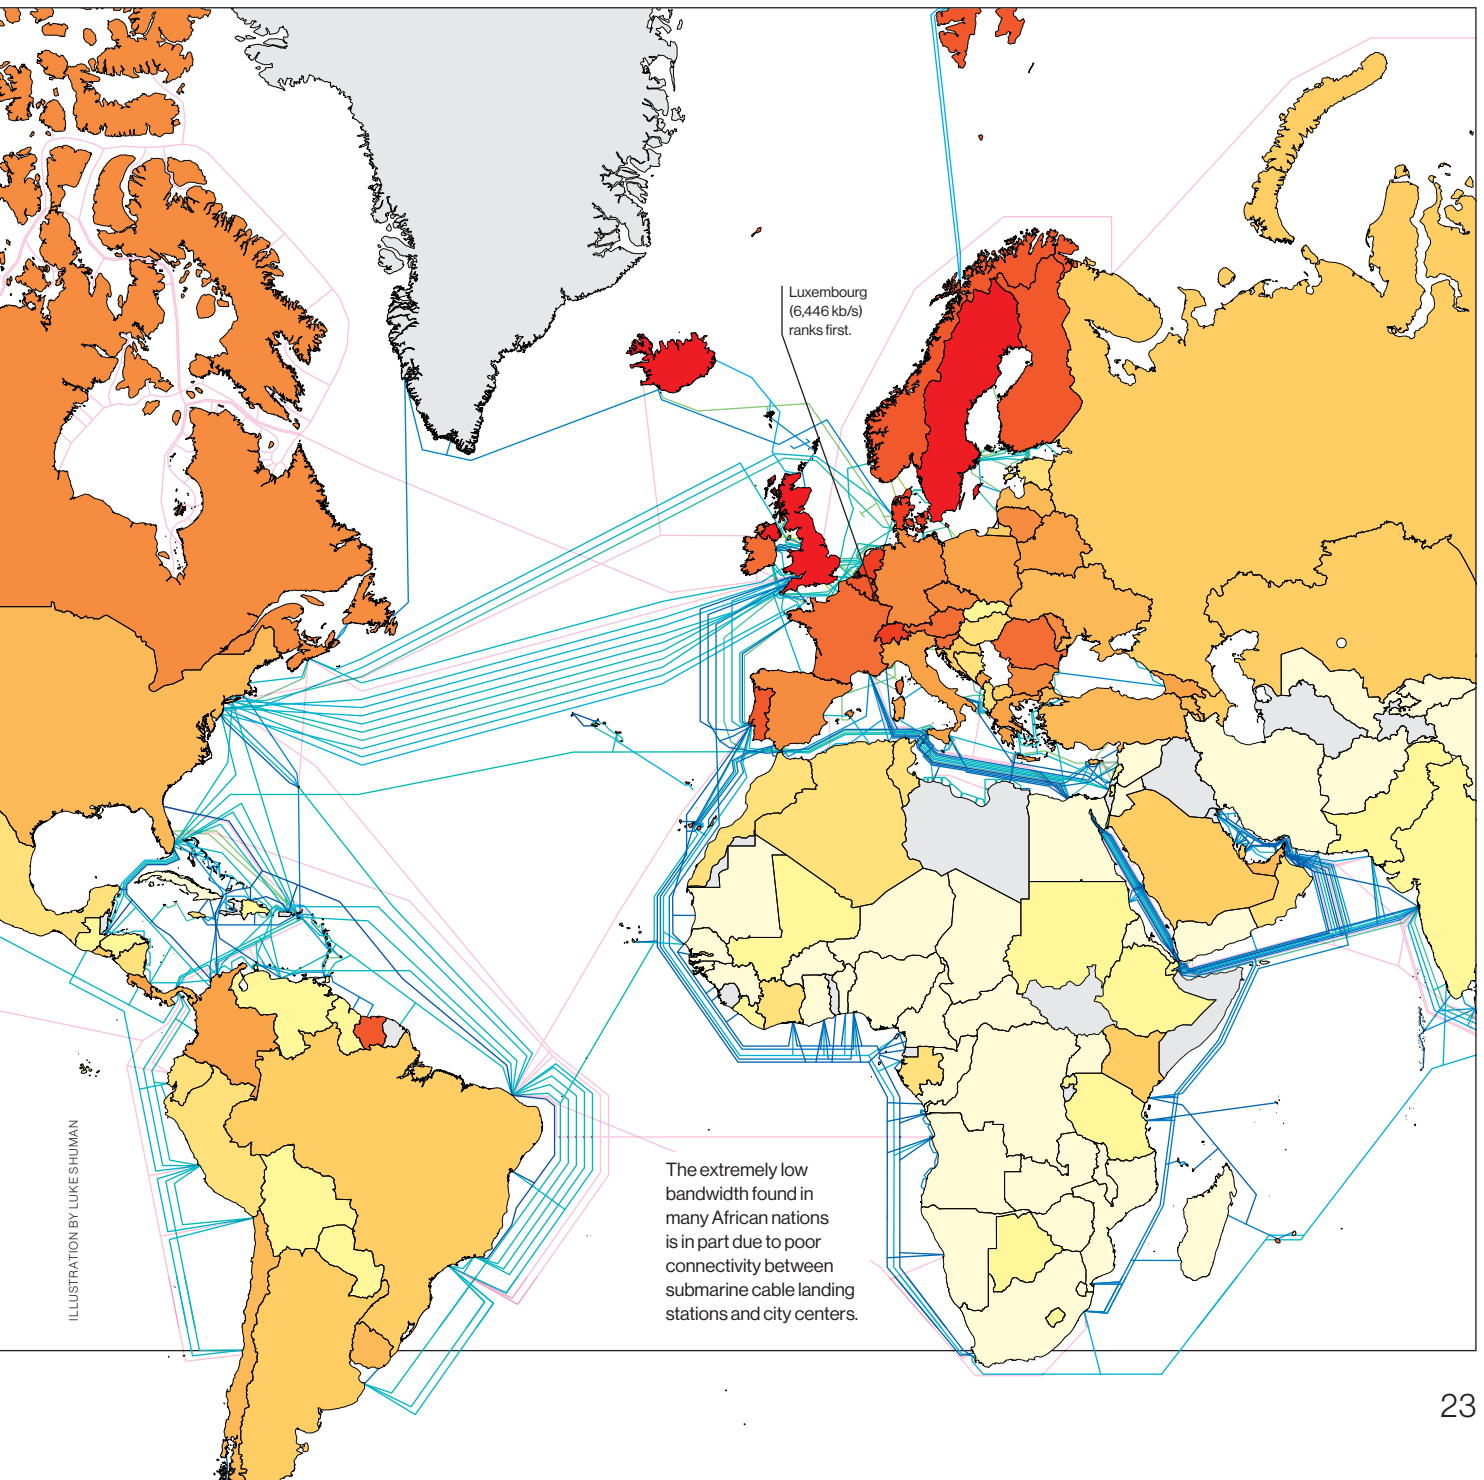 Luxembourg
(6,446 kb/s)
ranks first.
The extremely low
bandwidth found in
many African nations
is in part due to poor
connectivity between
submarine cable landing
stations and city centers.
ILLUSTRATION BY LUKE SHUMAN
23